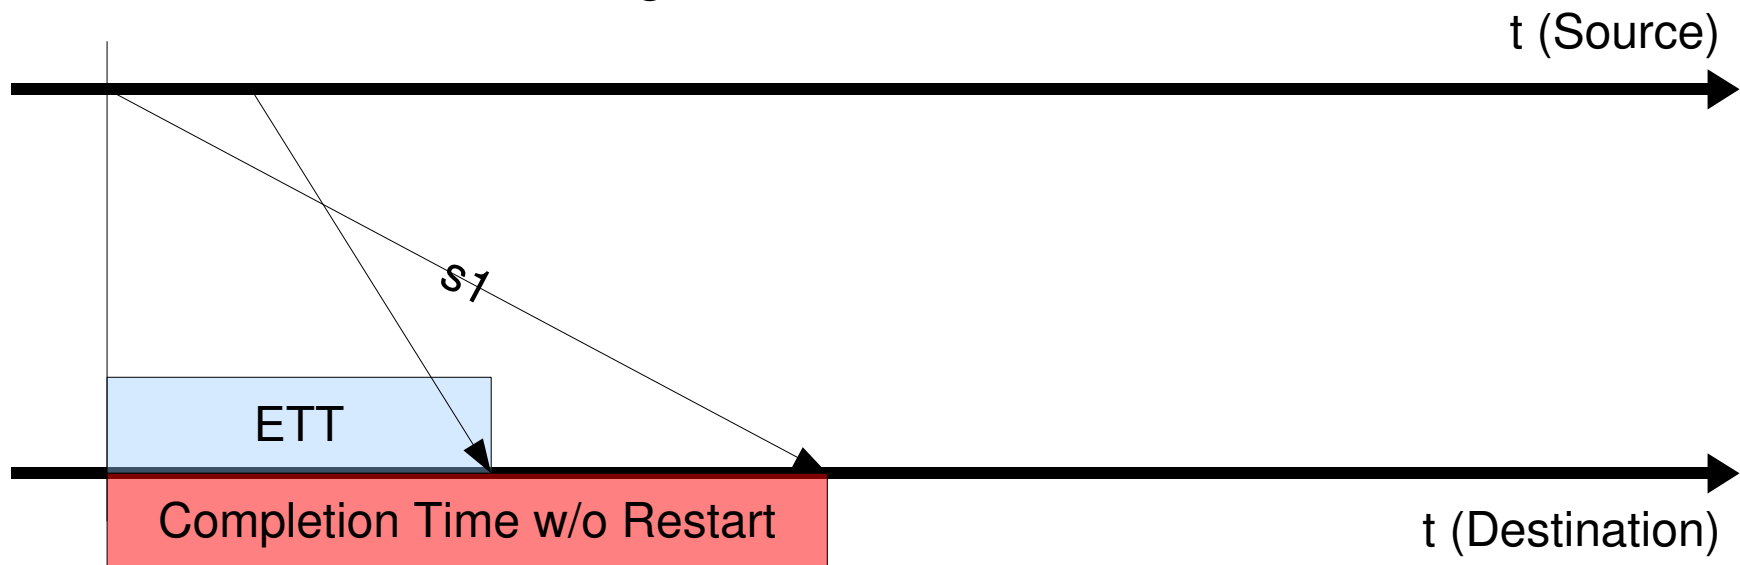 t (Source)
s1
ETT
Completion Time w/o Restart
t (Destination)